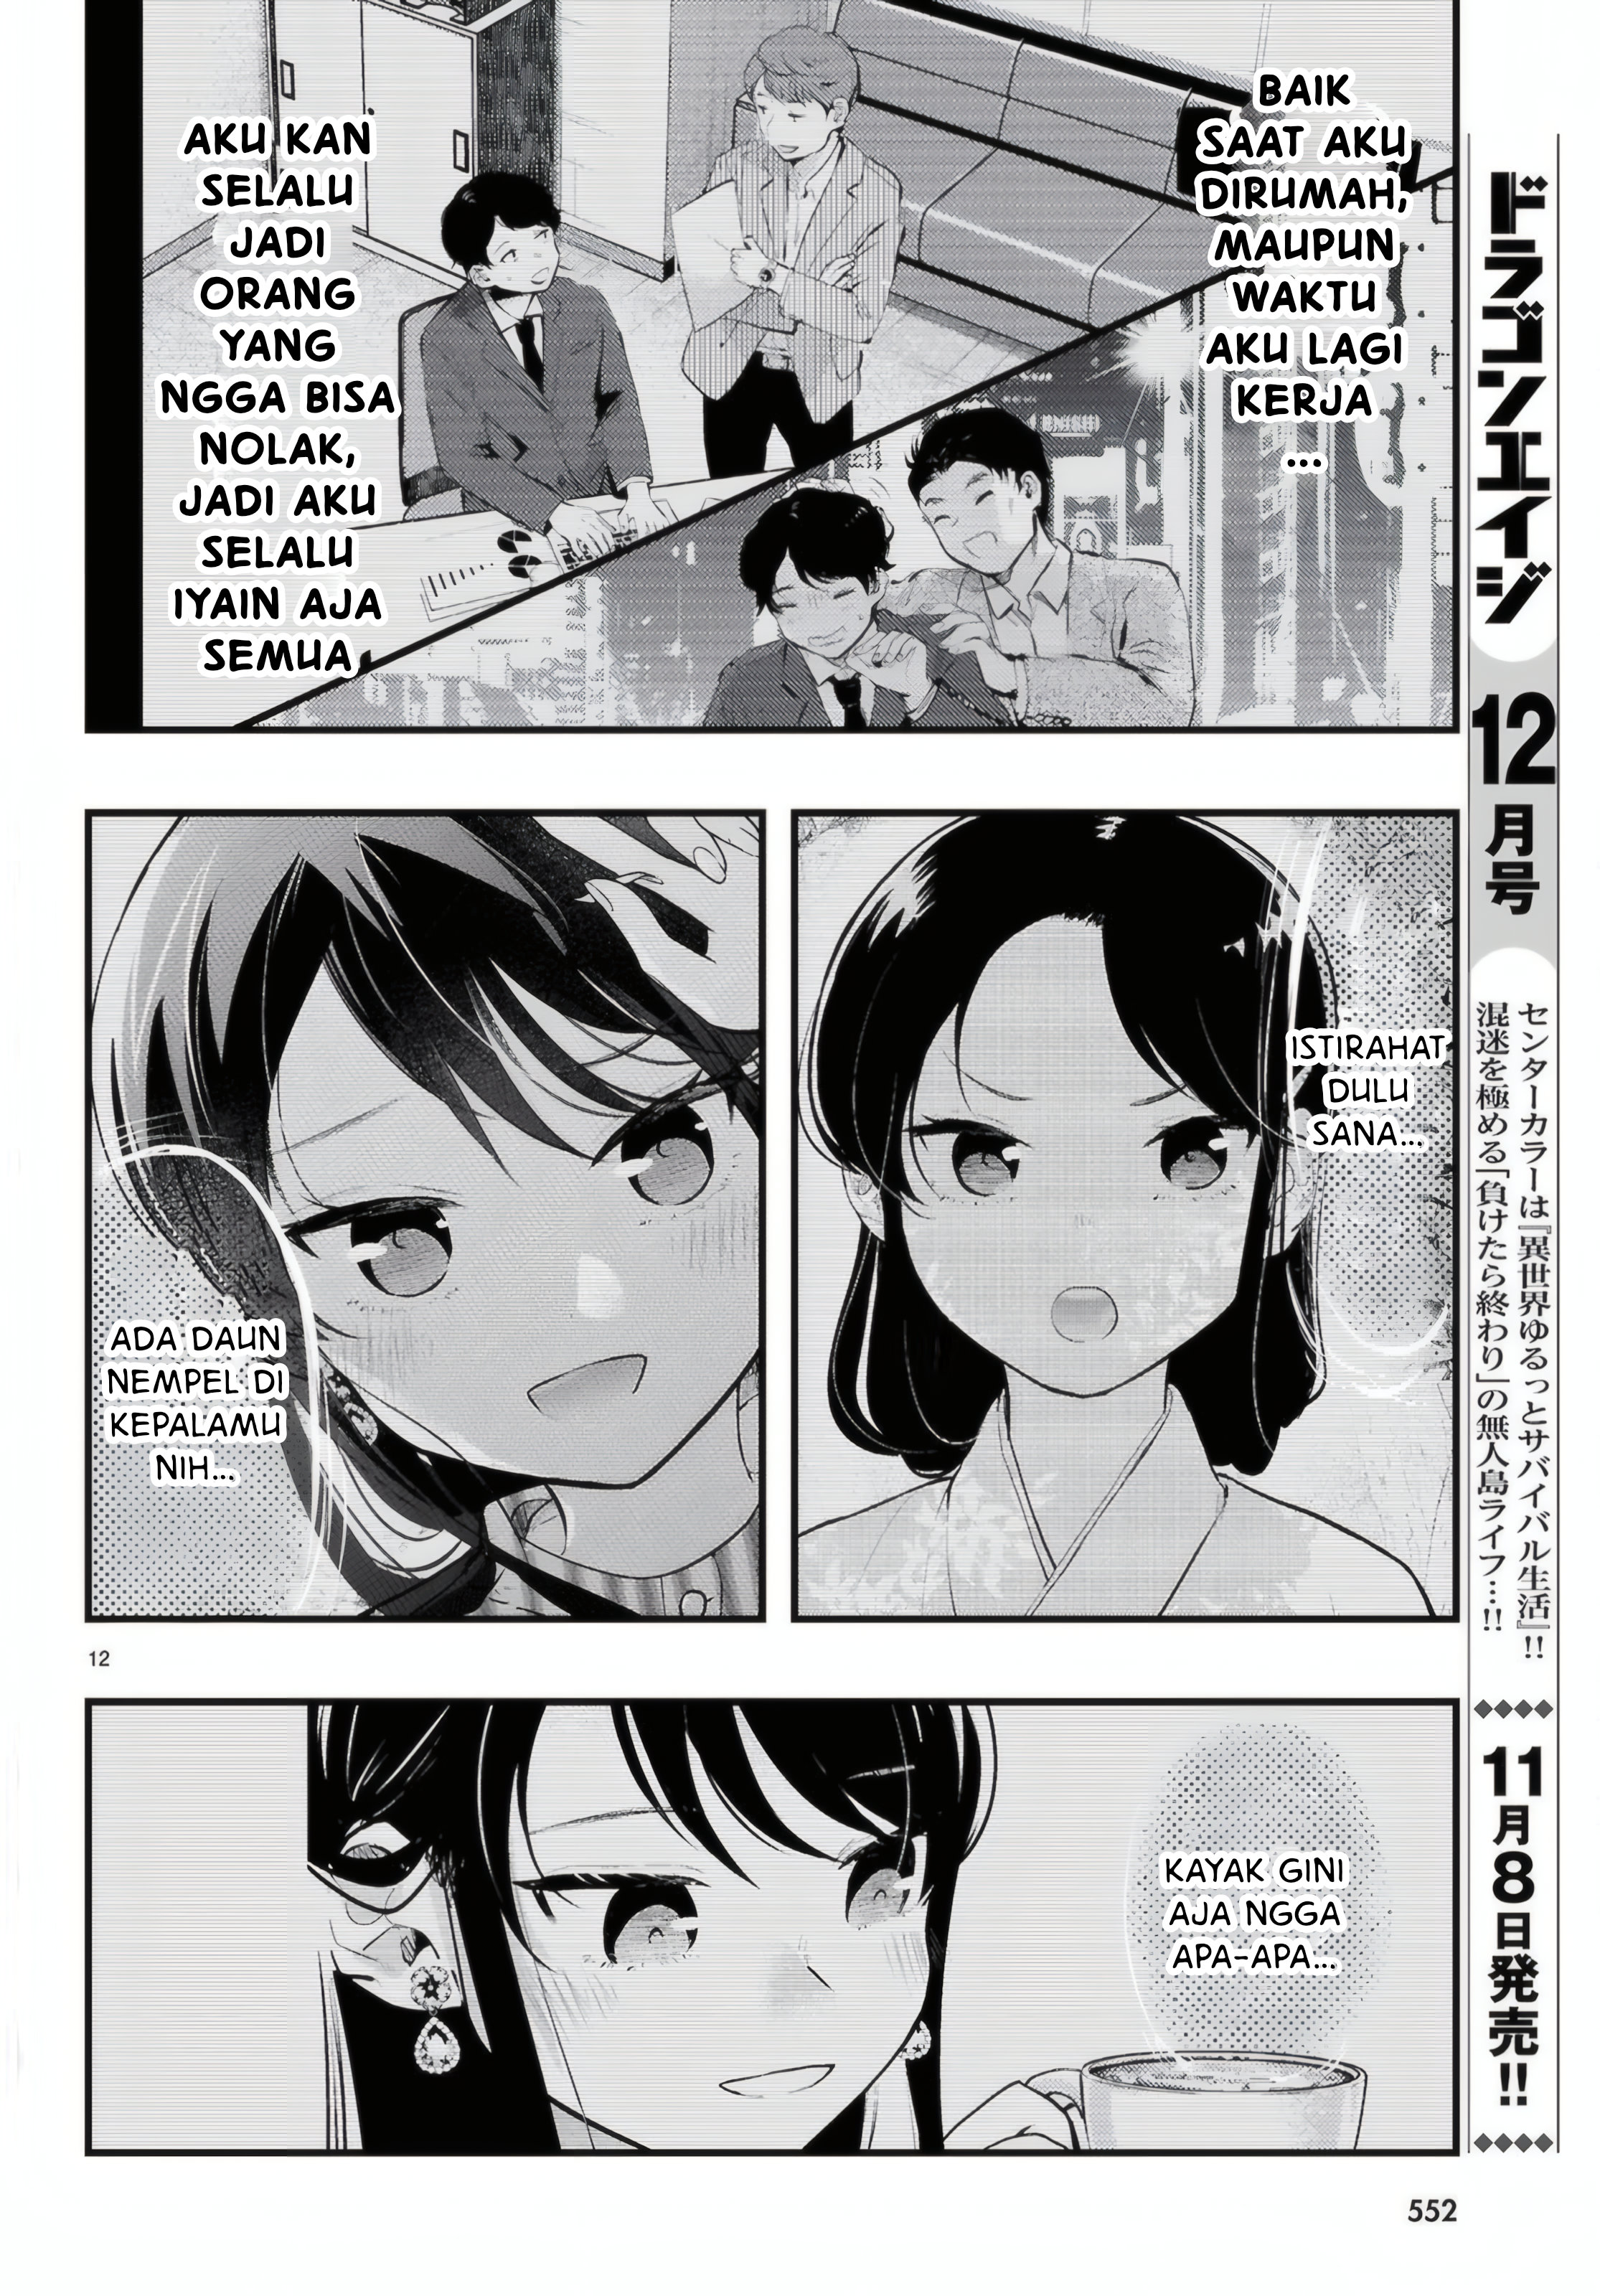 BAIK
SAAT AKU
DIRUMAH,
MAUPUN
WAKTU
AKU LAGI
KERJA
...
AKU KAN
SELALU
JADI
ORANG
YANG
NGGA BISA
NOLAK,
JADI AKU
SELALU
IYAIN AJA
SEMUA
ISTIRAHAT
DULU
SANA...
ADA DAUN
NEMPEL DI
KEPALAMU
NIH...
12
KAYAK GINI
AJA NGGA
APA-APA...
ドラゴンエイジ
12月号
センターカラーは『異世界ゆるっとサバイバル生活』!!
混迷を極める「負けたら終わり」の無人島ライフ…!!
11月8日発売!!
552